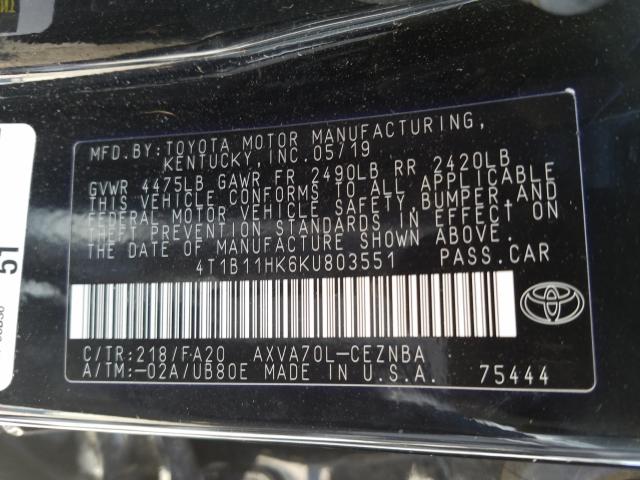 MFD.BY:TOYOTA MOTOR MANUFACTURING,
KENTUCKY, INC. 05/19
GVWR 4475LB GAWR FR 2490LB RR 2420LB
THIS VEHICLE CONFORMS TO ALL APPLICABLE
FEDERAL MOTOR VEHICLE SAFETY, BUMPER,AND
THEFT PREVENTION STANDARDS IN EFFECT ON
THE DATE OF MANUFACTURE SHOWN ABOVE.
4T1B11HK6KU803551 PASS.CAR
C/TR:218/FA20 AXVA70L-CEZNBA
A/TM:-02A/UB80E MADE IN U.S.A. 75444
51